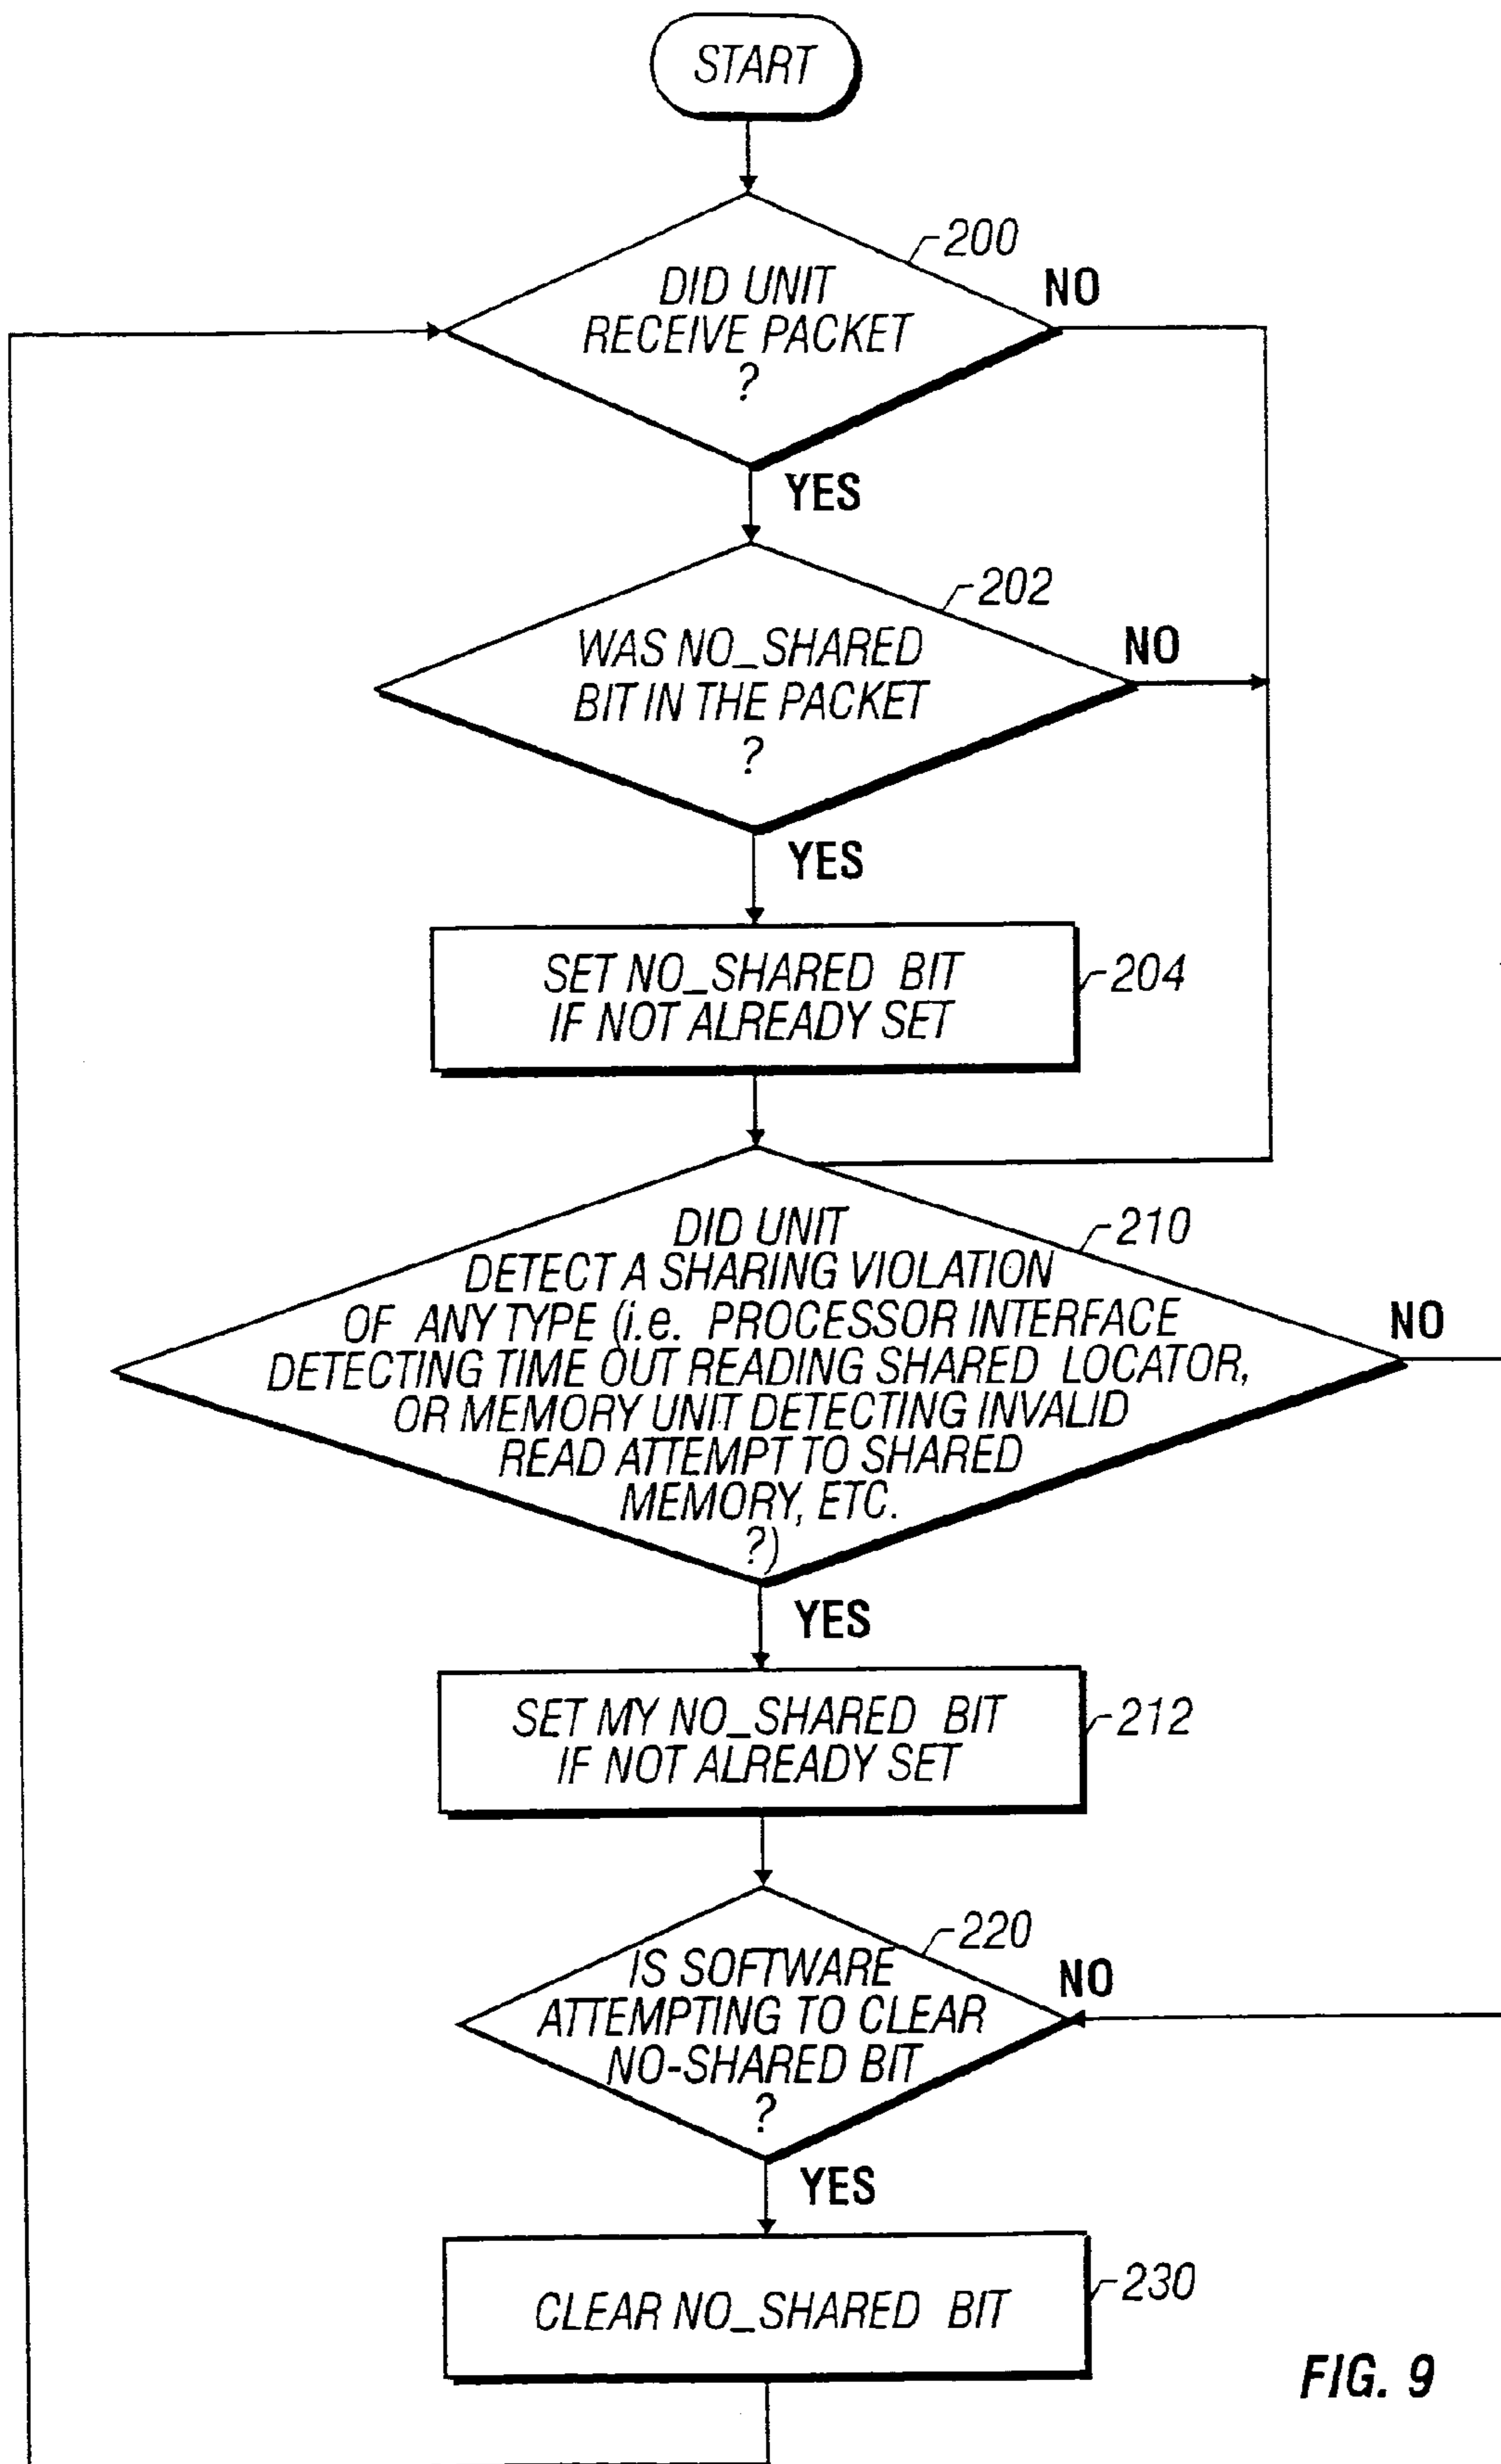 START
200
DID UNIT
RECEIVE PACKET
?
NO
YES
202
WAS NO_SHARED
BIT IN THE PACKET
?
NO
YES
SET NO_SHARED BIT
IF NOT ALREADY SET
204
DID UNIT
DETECT A SHARING VIOLATION
OF ANY TYPE (i.e. PROCESSOR INTERFACE
DETECTING TIME OUT READING SHARED LOCATOR,
OR MEMORY UNIT DETECTING INVALID
READ ATTEMPT TO SHARED
MEMORY, ETC.
?)
210
NO
YES
SET MY NO_SHARED BIT
IF NOT ALREADY SET
212
220
IS SOFTWARE
ATTEMPTING TO CLEAR
NO-SHARED BIT
?
NO
YES
CLEAR NO_SHARED BIT
230
FIG. 9